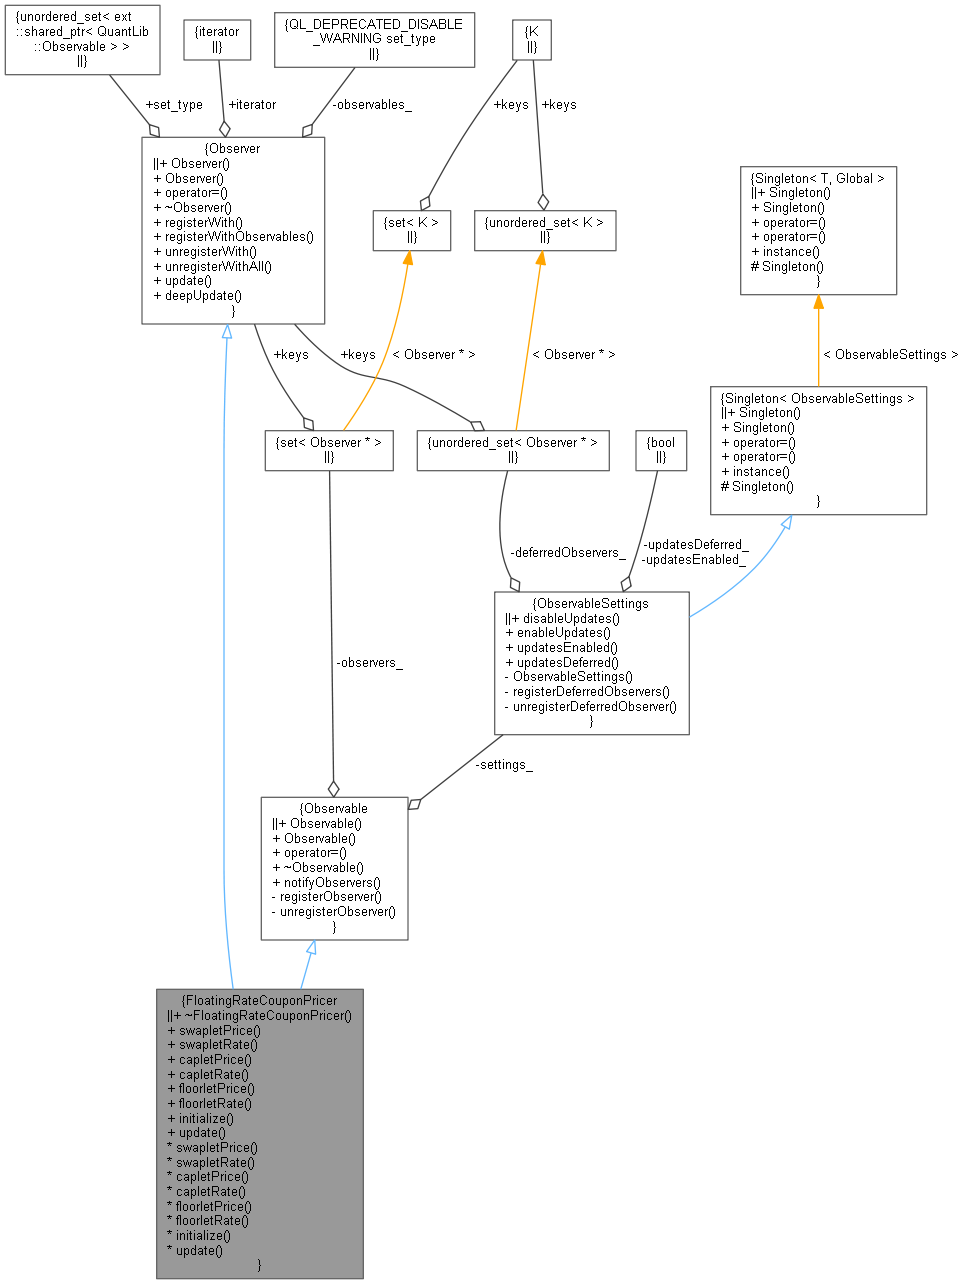 {unordered_set< ext
::shared_ptr< QuantLib
::Observable > >
||}
{iterator
||}
{QL_DEPRECATED_DISABLE
_WARNING set_type
||}
{K
||}
+set_type
+iterator
-observables_
+keys
+keys
{Observer
||+ Observer()
+ Observer()
+ operator=()
+ ~Observer()
+ registerWith()
+ registerWithObservables()
+ unregisterWith()
+ unregisterWithAll()
+ update()
+ deepUpdate()
}
{set< K >
||}
{unordered_set< K >
||}
{Singleton< T, Global >
||+ Singleton()
+ Singleton()
+ operator=()
+ operator=()
+ instance()
# Singleton()
}
+keys
+keys
< Observer * >
< Observer * >
< ObservableSettings >
{set< Observer * >
||}
{unordered_set< Observer * >
||}
{bool
||}
{Singleton< ObservableSettings >
||+ Singleton()
+ Singleton()
+ operator=()
+ operator=()
+ instance()
# Singleton()
}
-deferredObservers_
-updatesDeferred_
-updatesEnabled_
{ObservableSettings
||+ disableUpdates()
+ enableUpdates()
+ updatesEnabled()
+ updatesDeferred()
- ObservableSettings()
- registerDeferredObservers()
- unregisterDeferredObserver()
}
-observers_
-settings_
{Observable
||+ Observable()
+ Observable()
+ operator=()
+ ~Observable()
+ notifyObservers()
- registerObserver()
- unregisterObserver()
}
{FloatingRateCouponPricer
||+ ~FloatingRateCouponPricer()
+ swapletPrice()
+ swapletRate()
+ capletPrice()
+ capletRate()
+ floorletPrice()
+ floorletRate()
+ initialize()
+ update()
* swapletPrice()
* swapletRate()
* capletPrice()
* capletRate()
* floorletPrice()
* floorletRate()
* initialize()
* update()
}